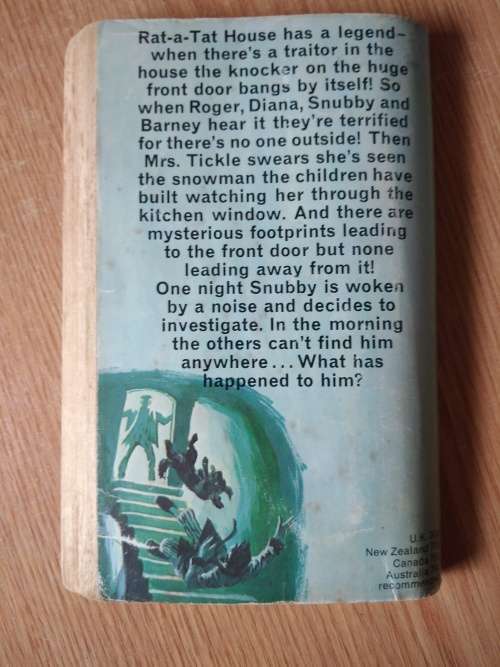 Rat-a-Tat House has a legend–
when there's a traitor in the
house the knocker on the huge
front door bangs by itself! So
when Roger, Diana, Snubby and
Barney hear it they're terrified
for there's no one outside! Then
Mrs. Tickle swears she's seen
the snowman the children have
built watching her through the
kitchen window. And there are
mysterious footprints leading
to the front door but none
leading away from it!
One night Snubby is woken
by a noise and decides to
investigate. In the morning
the others can't find him
anywhere... What has
happened to him?
U.K.
New Zealand
Canada
Australia